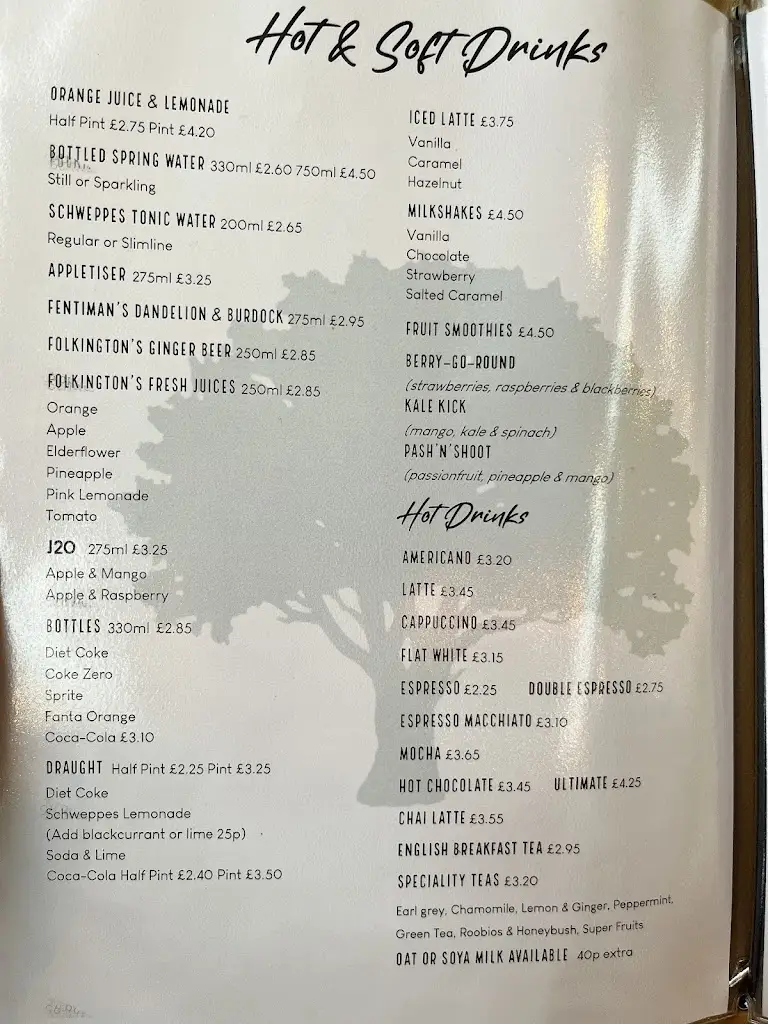 Hot & Soft Drinks
ORANGE JUICE & LEMONADE
Half Pint £2.75 Pint £4.20
BOTTLED SPRING WATER 330ml £2.60 750ml £4.50
Still or Sparkling
SCHWEPPES TONIC WATER 200ml £2.65
Regular or Slimline
APPLETISER 275ml £3.25
FENTIMAN'S DANDELION & BURDOCK 275ml £2.95
FOLKINGTON'S GINGER BEER 250ml £2.85
FOLKINGTON'S FRESH JUICES 250ml £2.85
Orange
Apple
Elderflower
Pineapple
Pink Lemonade
Tomato
J2O 275ml £3.25
Apple & Mango
Apple & Raspberry
BOTTLES 330ml £2.85
Diet Coke
Coke Zero
Sprite
Fanta Orange
Coca-Cola £3.10
DRAUGHT Half Pint £2.25 Pint £3.25
Diet Coke
Schweppes Lemonade
(Add blackcurrant or lime 25p)
Soda & Lime
Coca-Cola Half Pint £2.40 Pint £3.50
ICED LATTE £3.75
Vanilla
Caramel
Hazelnut
MILKSHAKES £4.50
Vanilla
Chocolate
Strawberry
Salted Caramel
FRUIT SMOOTHIES £4.50
BERRY-GO-ROUND
(strawberries, raspberries & blackberries)
KALE KICK
(mango, kale & spinach)
PASH'N'SHOOT
(passionfruit, pineapple & mango)
Hot Drinks
AMERICANO £3.20
LATTE £3.45
CAPPUCCINO £3.45
FLAT WHITE £3.15
ESPRESSO £2.25 DOUBLE ESPRESSO £2.75
ESPRESSO MACCHIATO £3.10
MOCHA £3.65
HOT CHOCOLATE £3.45 ULTIMATE £4.25
CHAI LATTE £3.55
ENGLISH BREAKFAST TEA £2.95
SPECIALITY TEAS £3.20
Earl grey, Chamomile, Lemon & Ginger, Peppermint,
Green Tea, Roobios & Honeybush, Super Fruits
OAT OR SOYA MILK AVAILABLE 40p extra